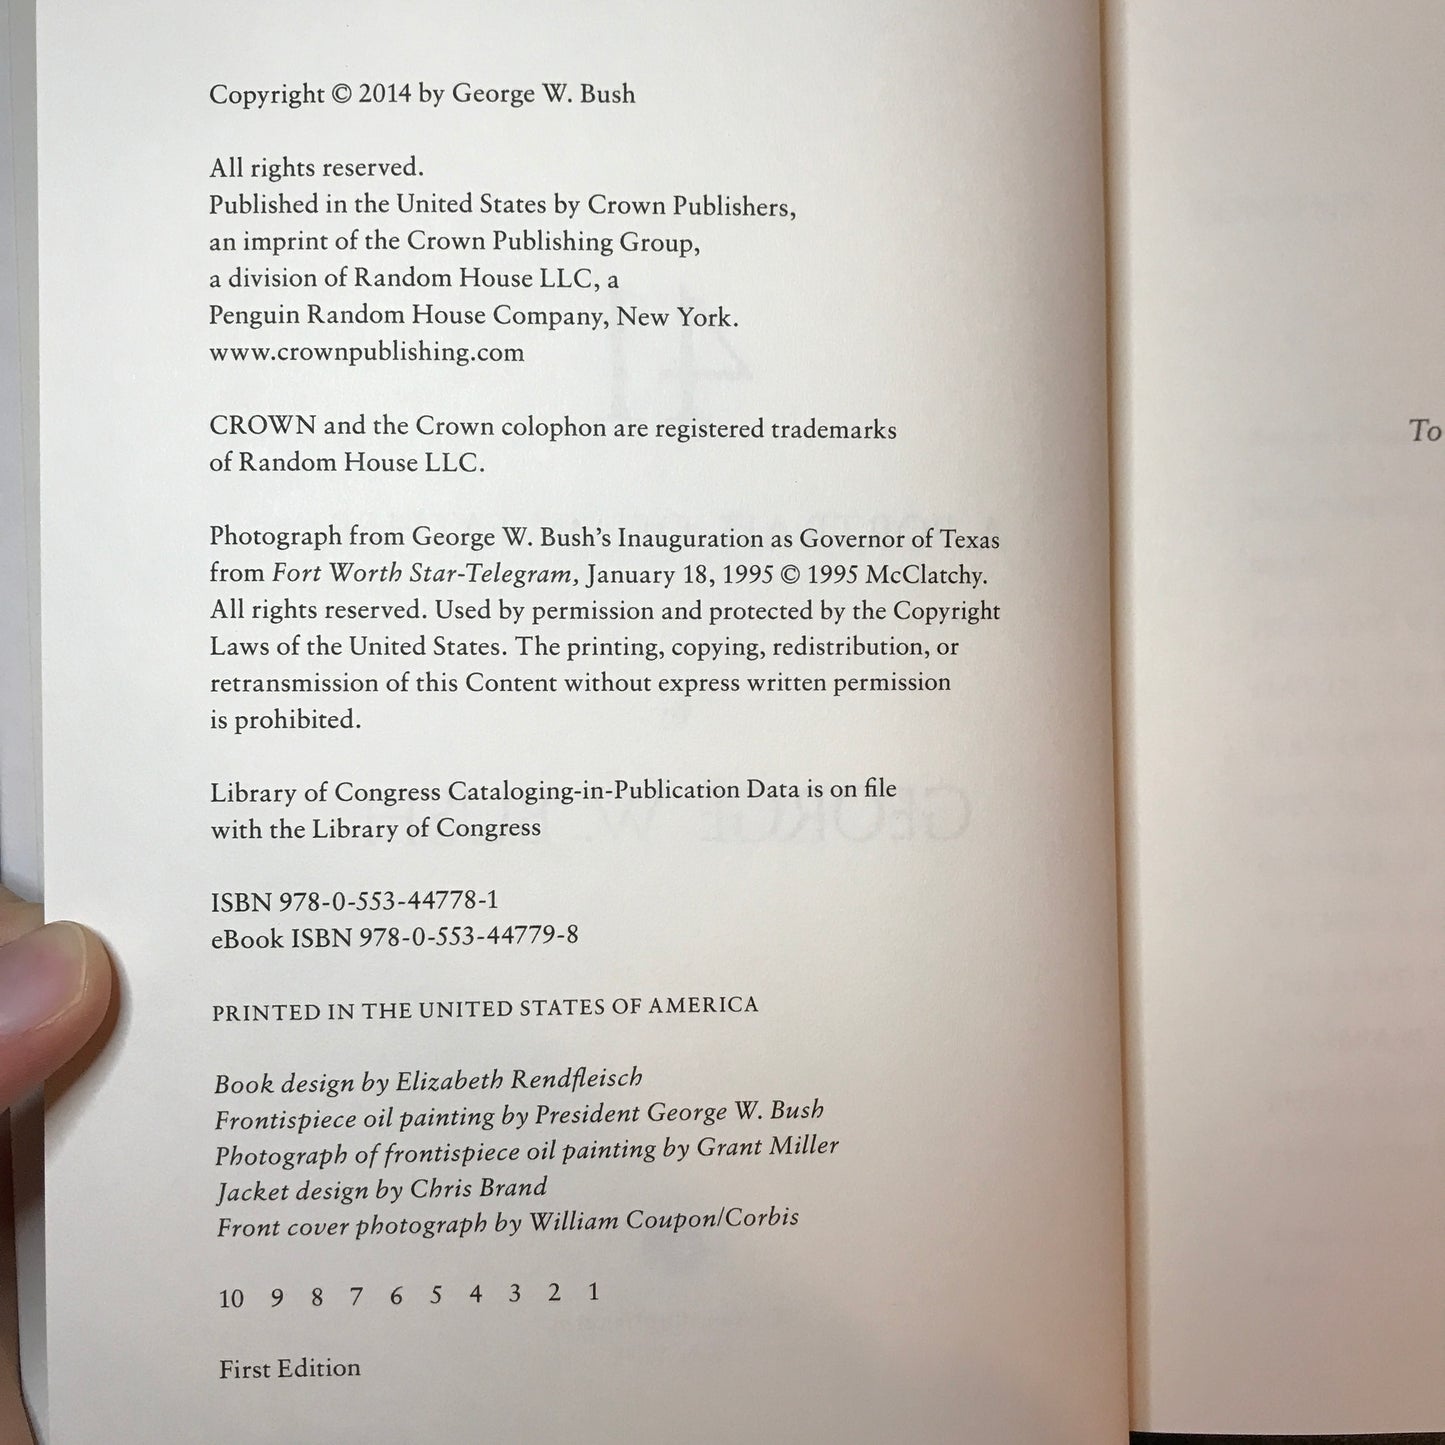 Copyright © 2014 by George W. Bush
All rights reserved.
Published in the United States by Crown Publishers,
an imprint of the Crown Publishing Group,
a division of Random House LLC, a
Penguin Random House Company, New York.
www.crownpublishing.com
CROWN and the Crown colophon are registered trademarks
of Random House LLC.
Photograph from George W. Bush's Inauguration as Governor of Texas
from Fort Worth Star-Telegram, January 18, 1995 © 1995 McClatchy.
All rights reserved. Used by permission and protected by the Copyright
Laws of the United States. The printing, copying, redistribution, or
retransmission of this Content without express written permission
is prohibited.
Library of Congress Cataloging-in-Publication Data is on file
with the Library of Congress
ISBN 978-0-553-44778-1
eBook ISBN 978-0-553-44779-8
PRINTED IN THE UNITED STATES OF AMERICA
Book design by Elizabeth Rendfleisch
Frontispiece oil painting by President George W. Bush
Photograph of frontispiece oil painting by Grant Miller
Jacket design by Chris Brand
Front cover photograph by William Coupon/Corbis
10 9 8 7 6 5 4 3 2 1
First Edition
To